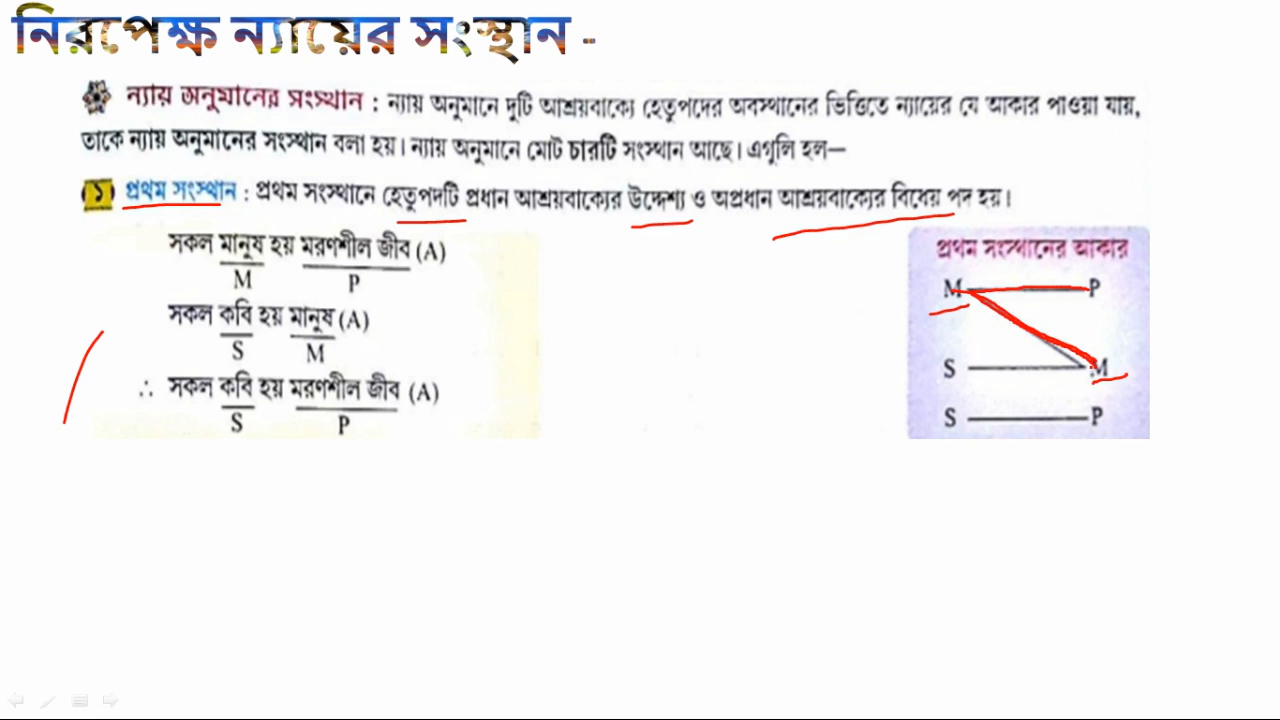 নিরপেক্ষ ন্যায়ের সংস্থান -
ন্যায় অনুমানের সংস্থান : ন্যায় অনুমানে দুটি আশ্রয়বাক্যে হেতুপদের অবস্থানের ভিত্তিতে ন্যায়ের যে আকার পাওয়া যায়,
তাকে ন্যায় অনুমানের সংস্থান বলা হয়। ন্যায় অনুমানে মোট চারটি সংস্থান আছে। এগুলি হল—
(১) প্রথম সংস্থান : প্রথম সংস্থানে হেতুপদটি প্রধান আশ্রয়বাক্যের উদ্দেশ্য ও অপ্রধান আশ্রয়বাক্যের বিধেয় পদ হয়।
সকল মানুষ হয় মরণশীল জীব (A)
M P
সকল কবি হয় মানুষ (A)
S M
∴ সকল কবি হয় মরণশীল জীব (A)
S P
প্রথম সংস্থানের আকার
M P
S M
S P